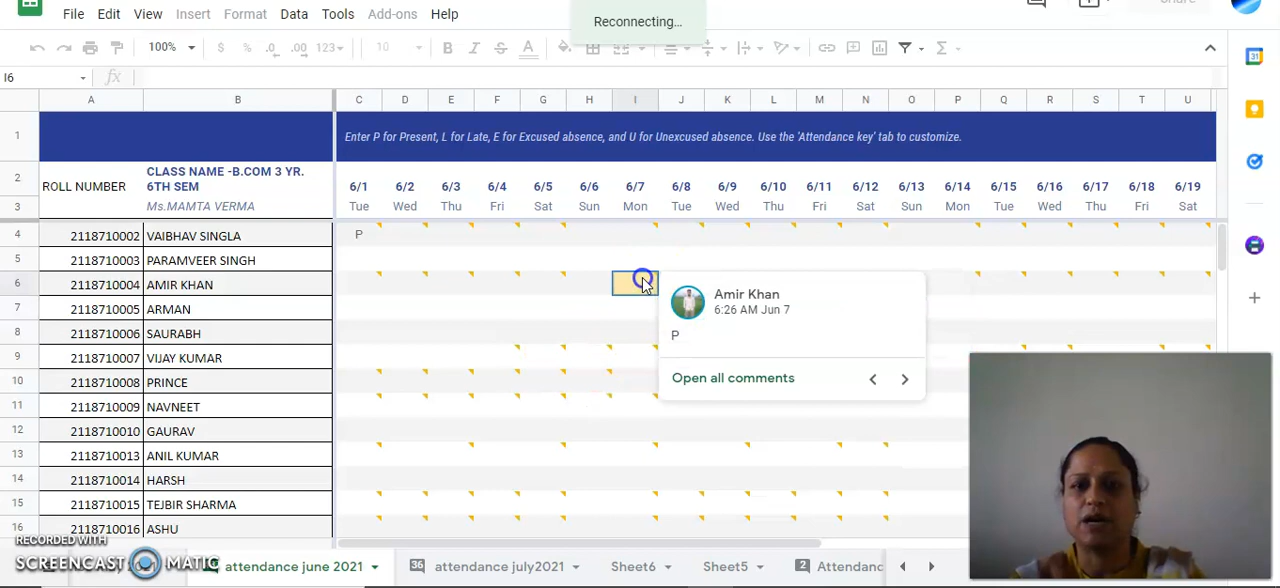 File Edit View Insert Format Data Tools Add-ons Help
Reconnecting...
Share
100% $ % .0 .00 123 10 B I S A Σ
I6 fx
31
A B C D E F G H I J K L M N O P Q R S T U
1 Enter P for Present, L for Late, E for Excused absence, and U for Unexcused absence. Use the 'Attendance key' tab to customize.
2 ROLL NUMBER CLASS NAME -B.COM 3 YR. 6TH SEM 6/1 6/2 6/3 6/4 6/5 6/6 6/7 6/8 6/9 6/10 6/11 6/12 6/13 6/14 6/15 6/16 6/17 6/18 6/19
3 Ms.MAMTA VERMA Tue Wed Thu Fri Sat Sun Mon Tue Wed Thu Fri Sat Sun Mon Tue Wed Thu Fri Sat
4 2118710002 VAIBHAV SINGLA P
5 2118710003 PARAMVEER SINGH
6 2118710004 AMIR KHAN
7 2118710005 ARMAN
8 2118710006 SAURABH
9 2118710007 VIJAY KUMAR
10 2118710008 PRINCE
11 2118710009 NAVNEET
12 2118710010 GAURAV
13 2118710013 ANIL KUMAR
14 2118710014 HARSH
15 2118710015 TEJBIR SHARMA
16 2118710016 ASHU
Amir Khan
6:26 AM Jun 7
P
Open all comments
RECORDED WITH
SCREENCAST MATIC
attendance june 2021 36 attendance july2021 Sheet6 Sheet5 2 Attendanc